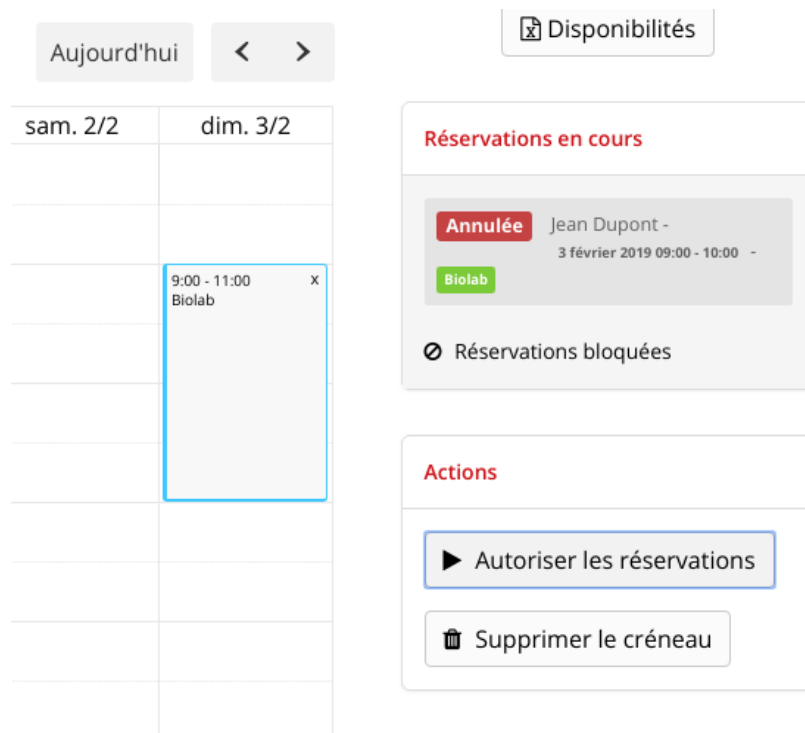 Aujourd'hui
Disponibilités
sam. 2/2
dim. 3/2
9:00 - 11:00 x
Biolab
Réservations en cours
Annulée Jean Dupont -
3 février 2019 09:00 - 10:00 -
Biolab
Réservations bloquées
Actions
Autoriser les réservations
Supprimer le créneau